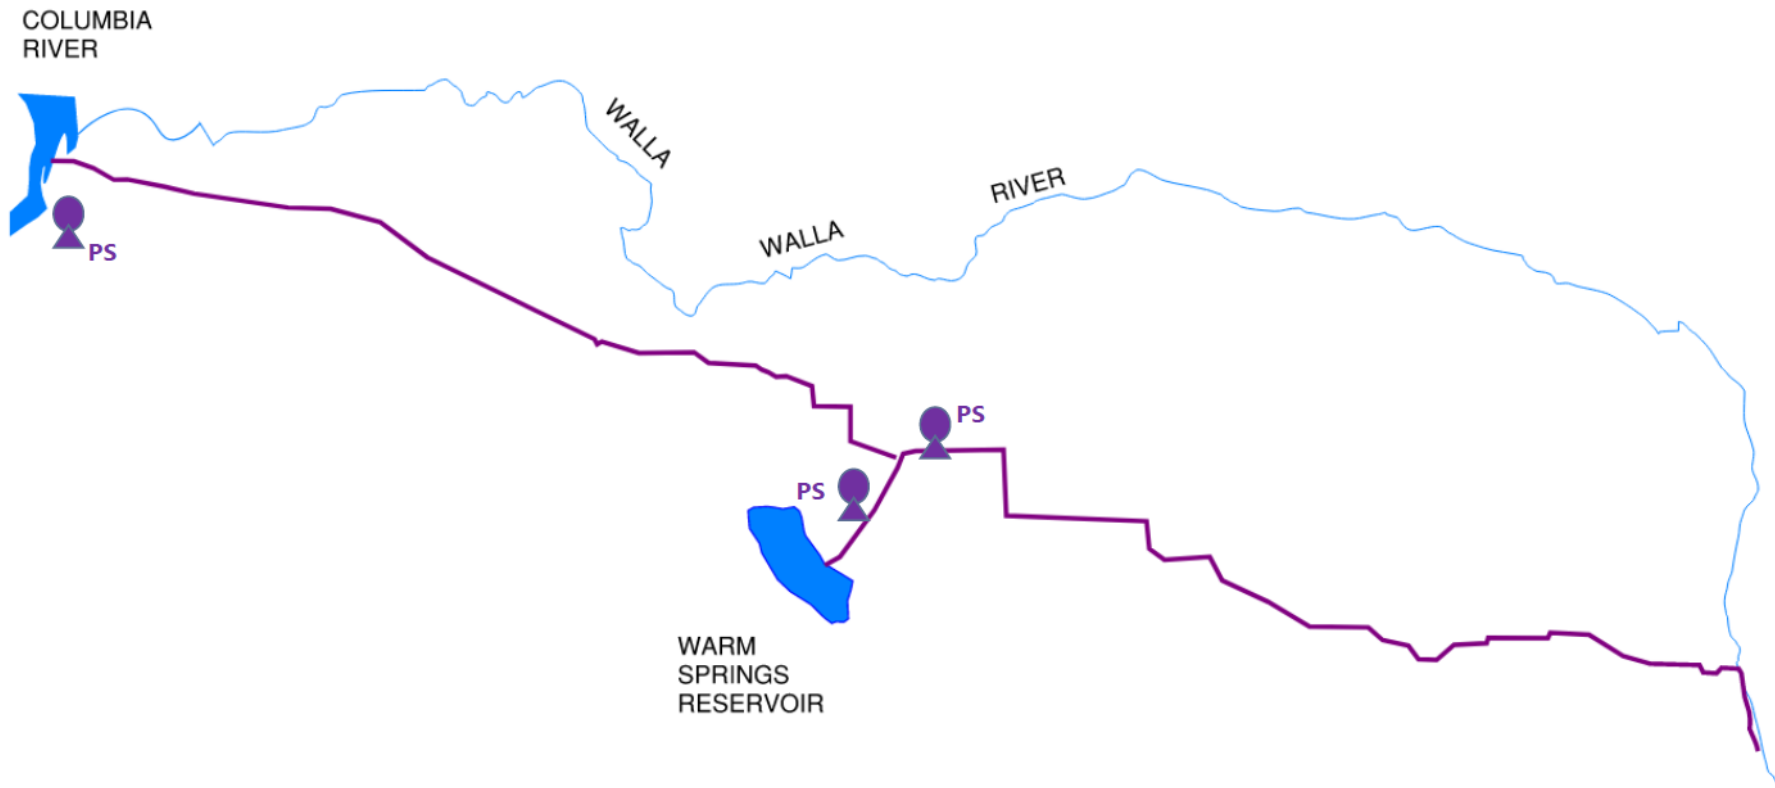 COLUMBIA
RIVER
WALLA
RIVER
WALLA
PS
PS
PS
WARM
SPRINGS
RESERVOIR